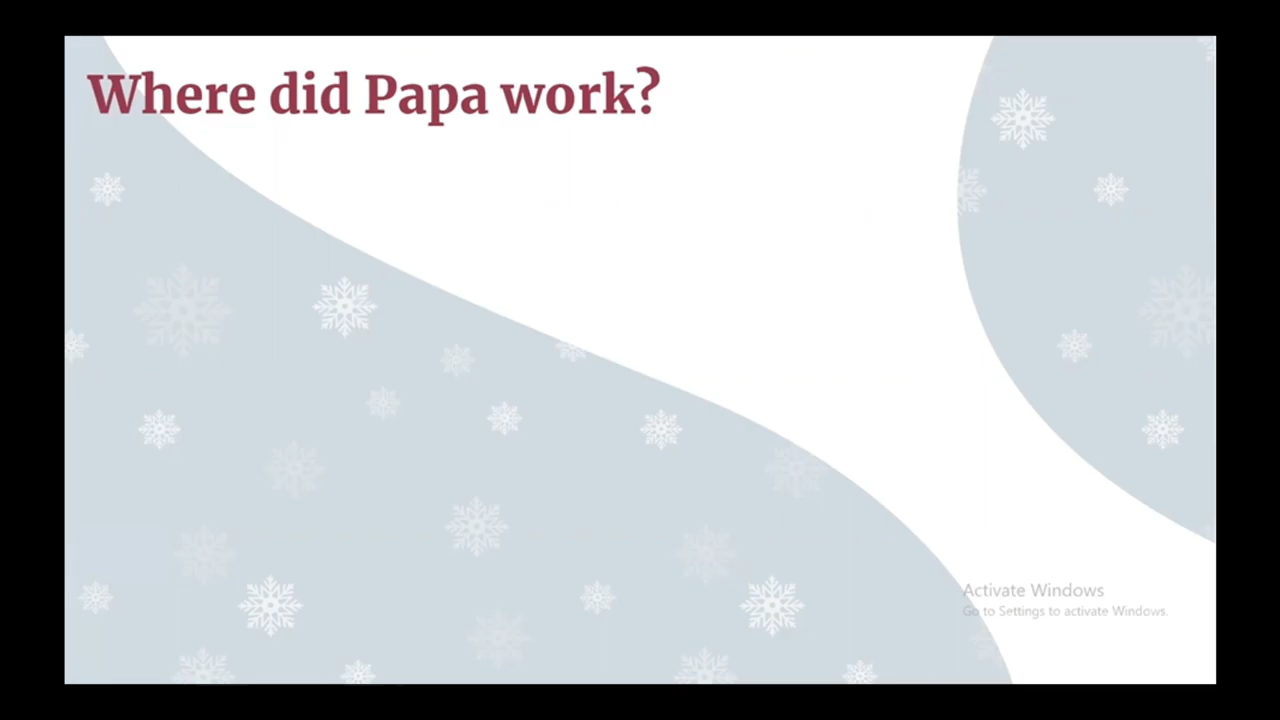 Where did Papa work?
Activate Windows
Go to Settings to activate Windows.